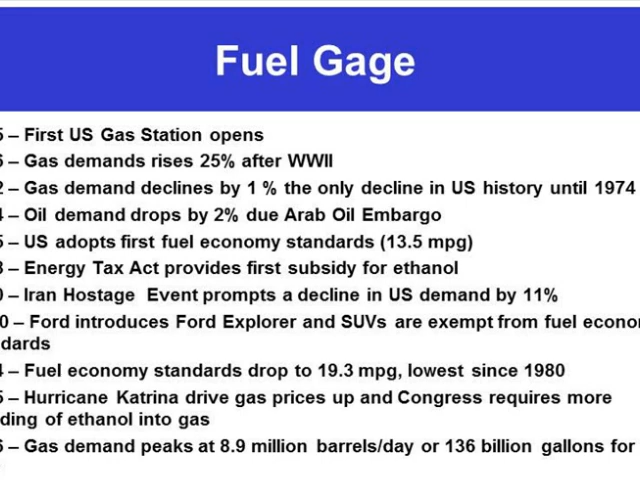 Fuel Gage
5 – First US Gas Station opens
6 – Gas demands rises 25% after WWII
2 – Gas demand declines by 1 % the only decline in US history until 1974
4 – Oil demand drops by 2% due Arab Oil Embargo
5 – US adopts first fuel economy standards (13.5 mpg)
8 – Energy Tax Act provides first subsidy for ethanol
0 – Iran Hostage Event prompts a decline in US demand by 11%
0 – Ford introduces Ford Explorer and SUVs are exempt from fuel econo
dards
4 – Fuel economy standards drop to 19.3 mpg, lowest since 1980
5 – Hurricane Katrina drive gas prices up and Congress requires more
ding of ethanol into gas
6 – Gas demand peaks at 8.9 million barrels/day or 136 billion gallons for